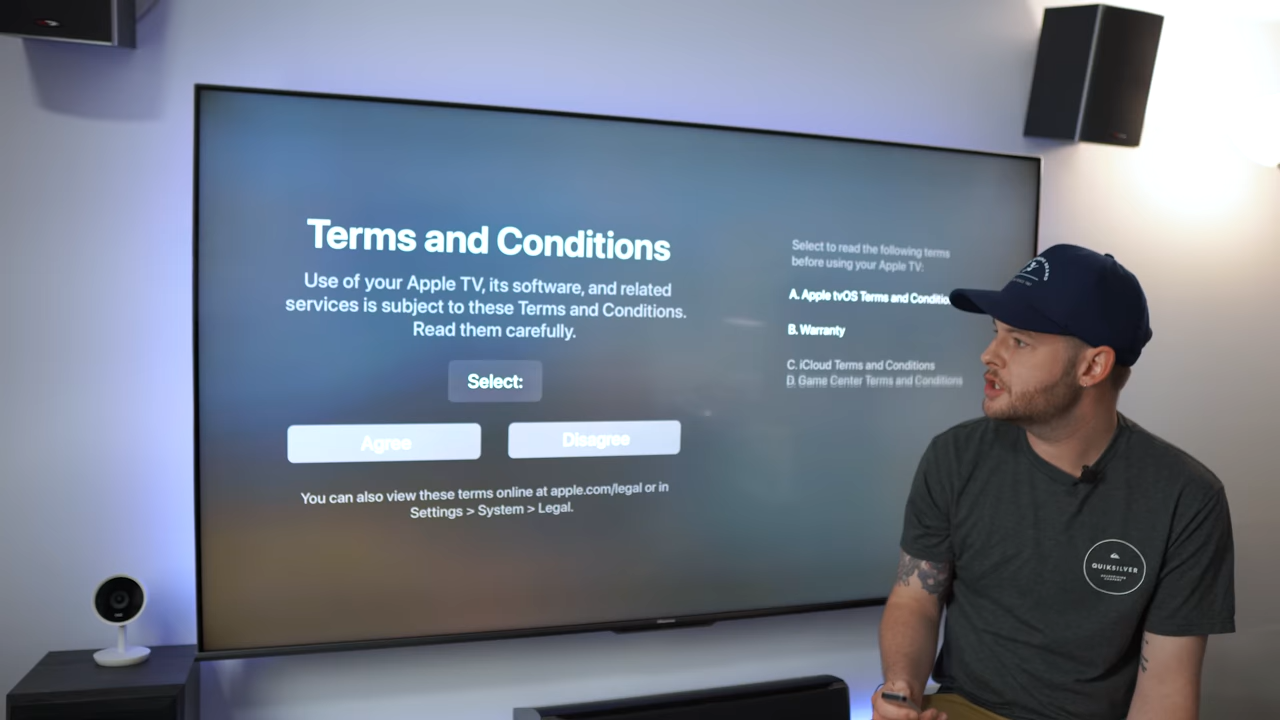 Terms and Conditions
Use of your Apple TV, its software, and related
services is subject to these Terms and Conditions.
Read them carefully.
Select:
Agree
Disagree
You can also view these terms online at apple.com/legal or in
Settings > System > Legal.
Select to read the following terms
before using your Apple TV:
A. Apple tvOS Terms and Conditio
B. Warranty
C. iCloud Terms and Conditions
D. Game Center Terms and Conditions
QUIKSILVER